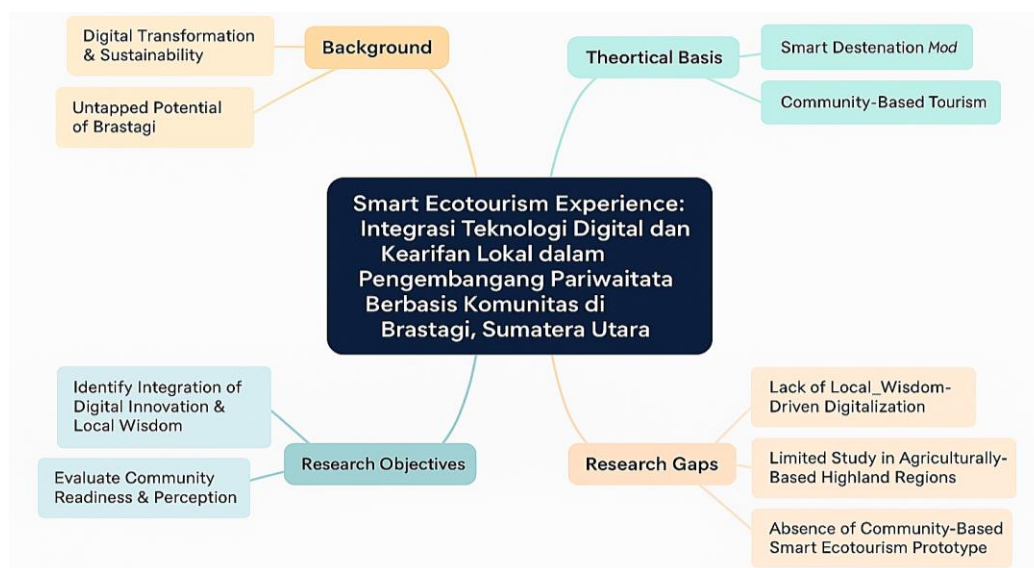 Digital Transformation
& Sustainability
Background
Untapped Potential
of Brastagi
Theortical Basis
Smart Destenation Mod
Community-Based Tourism
Smart Ecotourism Experience:
Integrasi Teknologi Digital dan
Kearifan Lokal dalam
Pengembangang Pariwaitata
Berbasis Komunitas di
Brastagi, Sumatera Utara
Identify Integration of
Digital Innovation &
Local Wisdom
Research Objectives
Evaluate Community
Readiness & Perception
Research Gaps
Lack of Local_Wisdom-
Driven Digitalization
Limited Study in Agriculturally-
Based Highland Regions
Absence of Community-Based
Smart Ecotourism Prototype